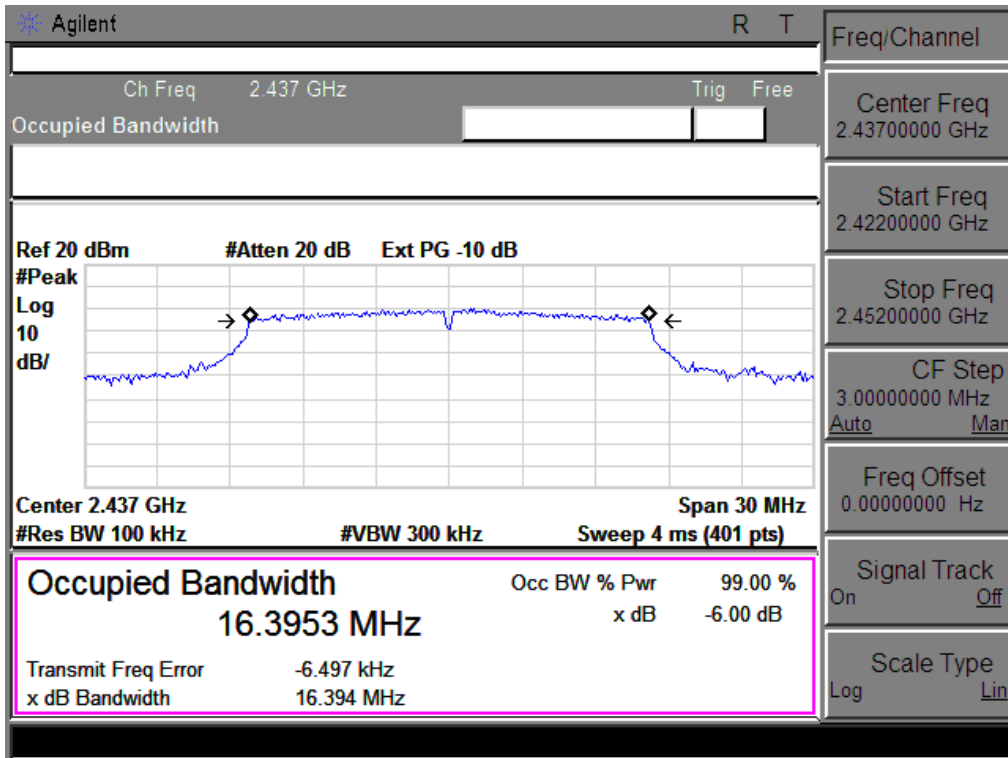 Agilent R T
Ch Freq 2.437 GHz Trig Free
Occupied Bandwidth
Ref 20 dBm #Atten 20 dB Ext PG -10 dB
#Peak
Log
10
dB/
Center 2.437 GHz Span 30 MHz
#Res BW 100 kHz #VBW 300 kHz Sweep 4 ms (401 pts)
Occupied Bandwidth
16.3953 MHz
Occ BW % Pwr 99.00 %
x dB -6.00 dB
Transmit Freq Error -6.497 kHz
x dB Bandwidth 16.394 MHz
Freq/Channel
Center Freq
2.43700000 GHz
Start Freq
2.42200000 GHz
Stop Freq
2.45200000 GHz
CF Step
3.00000000 MHz
Auto Man
Freq Offset
0.00000000 Hz
Signal Track
On Off
Scale Type
Log Lin